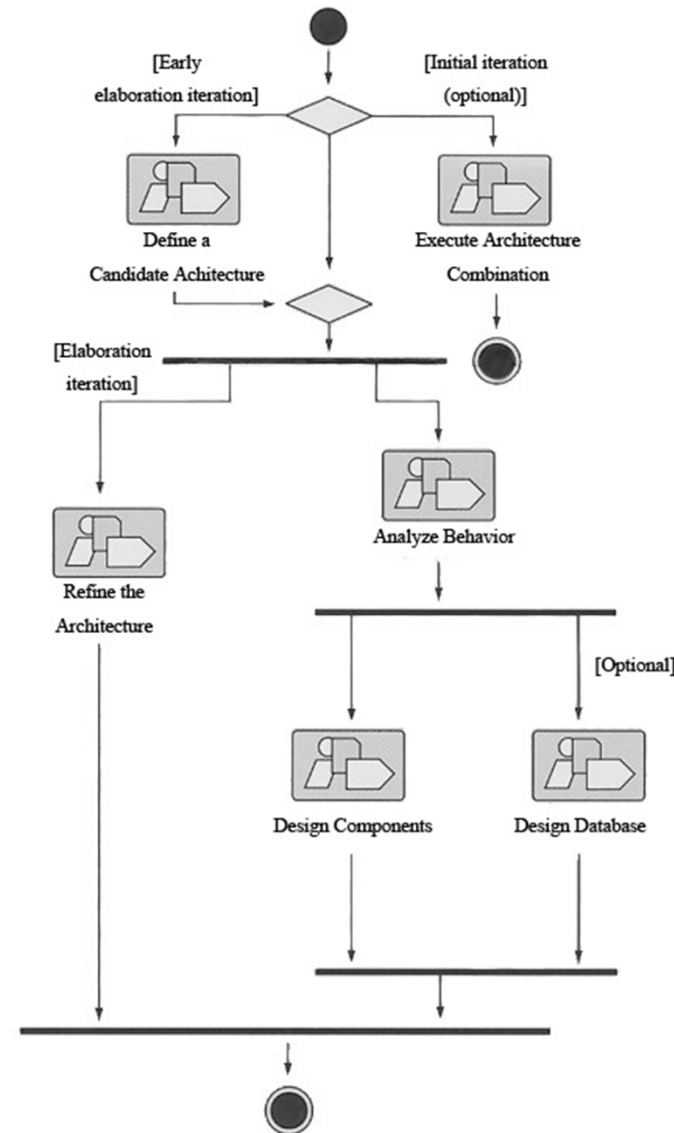 [Early
elaboration iteration]
[Initial iteration
(optional)]
Define a
Candidate Achitecture
Execute Architecture
Combination
[Elaboration
iteration]
Analyze Behavior
Refine the
Architecture
[Optional]
Design Components
Design Database